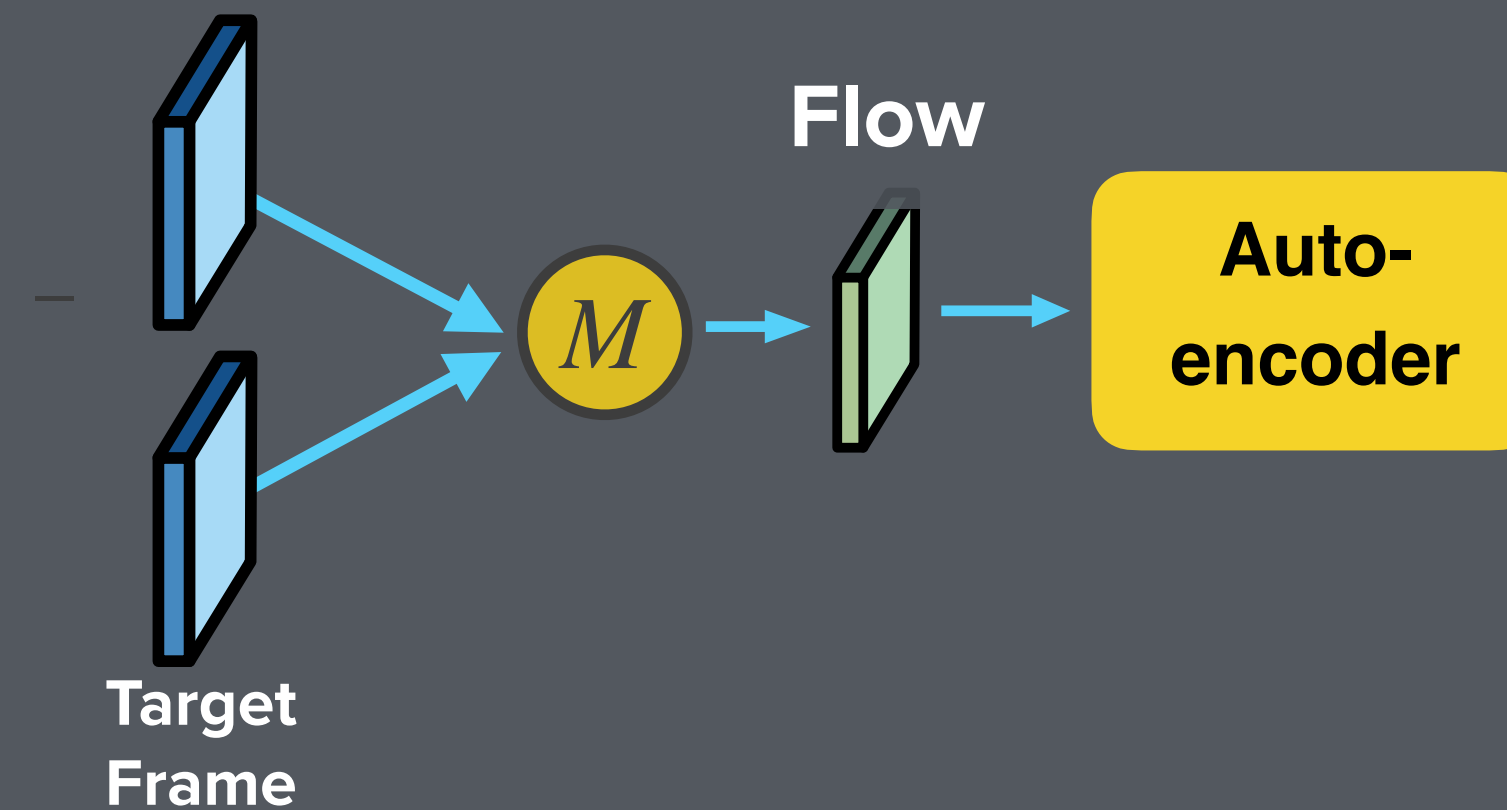 Flow
M
Auto-
encoder
Target
Frame